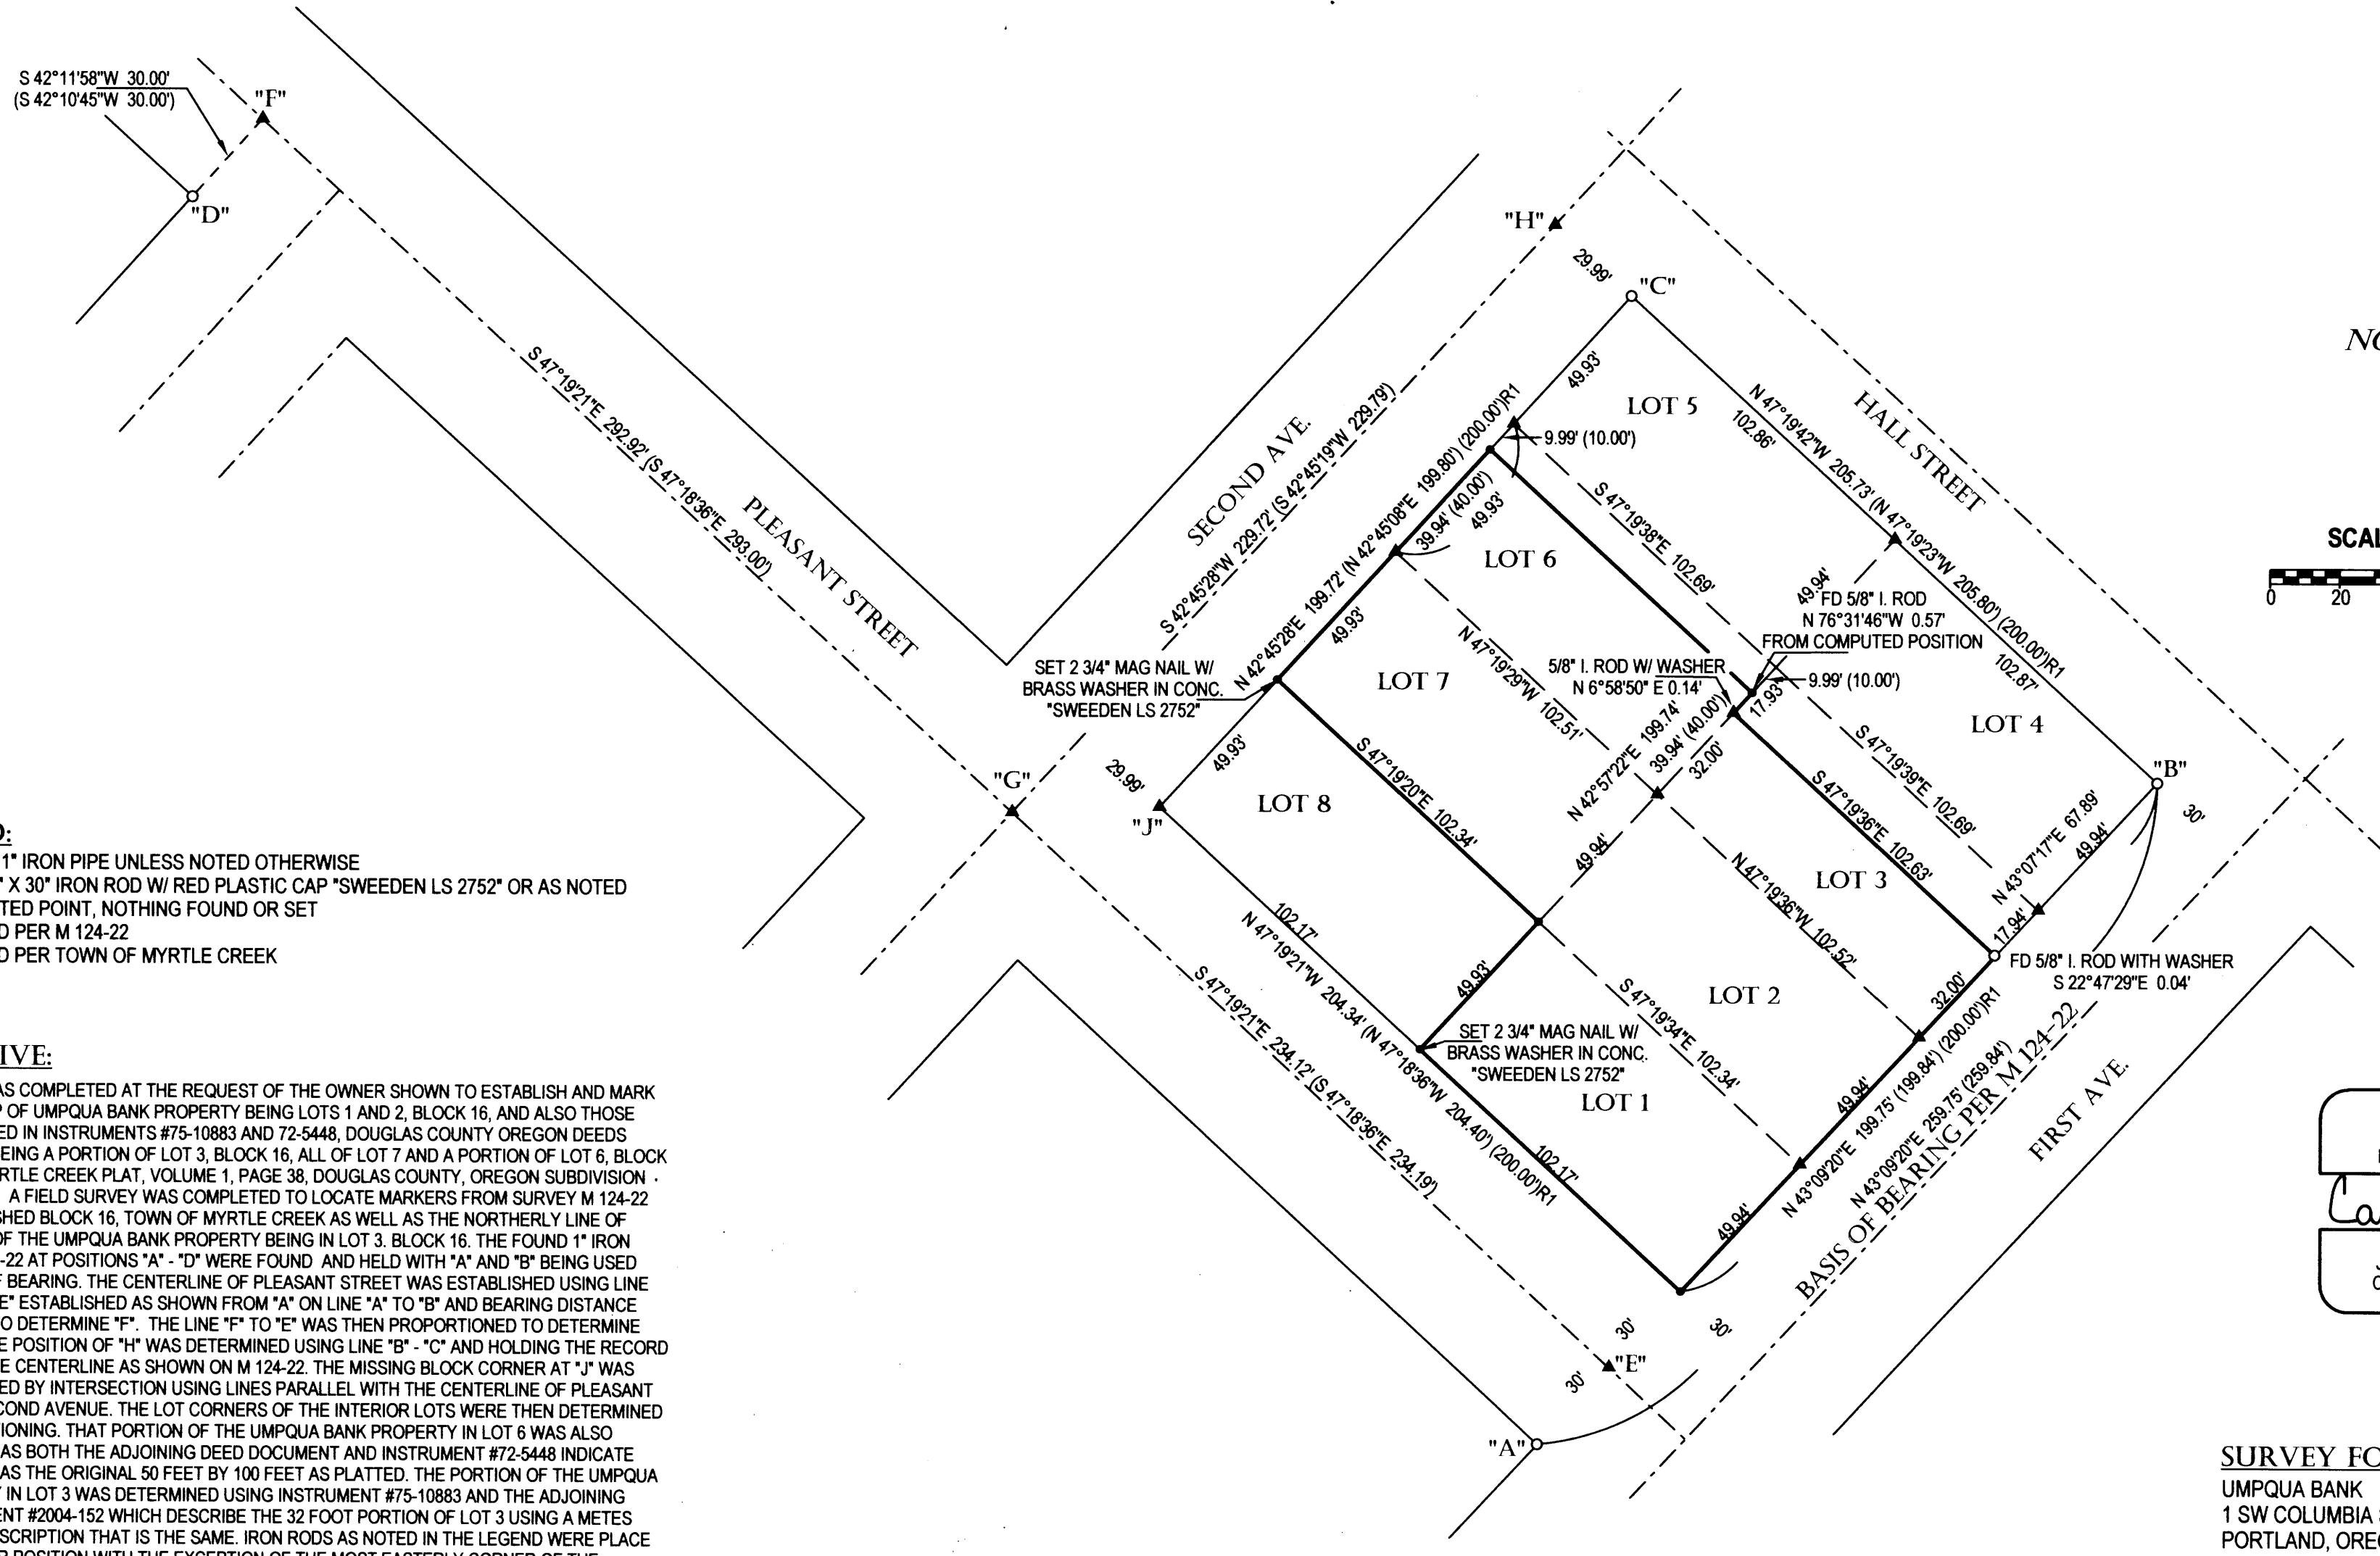 S 42°11'58"W 30.00'
(S 42°10'45"W 30.00')
"F"
"D"
"H"
29.99'
"C"
49.93'
LOT 5
N 47°19'42"W 205.73' (N 47°19'23"W 205.80') (200.00')R1
102.86'
102.87'
HALL STREET
S 47°19'21"E 292.92' (S 47°18'36"E 293.00')
PLEASANT STREET
SECOND AVE.
S 42°45'28"W 229.72' (S 42°45'19"W 229.79')
N 42°45'28"E 199.72' (N 42°45'08"E 199.80') (200.00')R1
9.99' (10.00')
39.94' (40.00')
49.93'
LOT 6
S 47°19'38"E 102.69'
49.94'
FD 5/8" I. ROD
N 76°31'46"W 0.57'
FROM COMPUTED POSITION
SCAL
0 20
NO
49.93'
SET 2 3/4" MAG NAIL W/
BRASS WASHER IN CONC.
"SWEEDEN LS 2752"
LOT 7
N 47°19'29"W 102.51'
5/8" I. ROD W/ WASHER
N 6°58'50" E 0.14'
9.99' (10.00')
17.93'
LOT 4
N 42°57'22"E 199.74'
39.94' (40.00')
32.00'
S 47°19'39"E 102.69'
"B"
30'
"G"
29.99'
"J"
49.93'
LOT 8
S 47°19'20"E 102.34'
49.94'
S 47°19'36"E 102.63'
LOT 3
N 43°07'17"E 67.89'
49.94'
17.94'
N 47°19'36"W 102.52'
FD 5/8" I. ROD WITH WASHER
S 22°47'29"E 0.04'
102.17'
N 47°19'21"W 204.34' (N 47°18'36"W 204.40') (200.00')R1
49.93'
LOT 2
32.00'
S 47°19'34"E 102.34'
SET 2 3/4" MAG NAIL W/
BRASS WASHER IN CONC.
"SWEEDEN LS 2752"
LOT 1
102.17'
49.94'
49.94'
N 43°09'20"E 199.75' (199.84') (200.00')R1
N 43°09'20"E 259.75' (259.84')
BASIS OF BEARING PER M 124-22
FIRST AVE.
S 47°19'21"E 234.12' (S 47°18'36"E 234.19')
30'
30'
30'
"E"
"A"
D:
1" IRON PIPE UNLESS NOTED OTHERWISE
" X 30" IRON ROD W/ RED PLASTIC CAP "SWEEDEN LS 2752" OR AS NOTED
TED POINT, NOTHING FOUND OR SET
D PER M 124-22
D PER TOWN OF MYRTLE CREEK
IVE:
AS COMPLETED AT THE REQUEST OF THE OWNER SHOWN TO ESTABLISH AND MARK
OF UMPQUA BANK PROPERTY BEING LOTS 1 AND 2, BLOCK 16, AND ALSO THOSE
ED IN INSTRUMENTS #75-10883 AND 72-5448, DOUGLAS COUNTY OREGON DEEDS
EING A PORTION OF LOT 3, BLOCK 16, ALL OF LOT 7 AND A PORTION OF LOT 6, BLOCK
RTLE CREEK PLAT, VOLUME 1, PAGE 38, DOUGLAS COUNTY, OREGON SUBDIVISION
A FIELD SURVEY WAS COMPLETED TO LOCATE MARKERS FROM SURVEY M 124-22
SHED BLOCK 16, TOWN OF MYRTLE CREEK AS WELL AS THE NORTHERLY LINE OF
OF THE UMPQUA BANK PROPERTY BEING IN LOT 3. BLOCK 16. THE FOUND 1" IRON
-22 AT POSITIONS "A" - "D" WERE FOUND AND HELD WITH "A" AND "B" BEING USED
F BEARING. THE CENTERLINE OF PLEASANT STREET WAS ESTABLISHED USING LINE
E" ESTABLISHED AS SHOWN FROM "A" ON LINE "A" TO "B" AND BEARING DISTANCE
O DETERMINE "F". THE LINE "F" TO "E" WAS THEN PROPORTIONED TO DETERMINE
E POSITION OF "H" WAS DETERMINED USING LINE "B" - "C" AND HOLDING THE RECORD
E CENTERLINE AS SHOWN ON M 124-22. THE MISSING BLOCK CORNER AT "J" WAS
ED BY INTERSECTION USING LINES PARALLEL WITH THE CENTERLINE OF PLEASANT
COND AVENUE. THE LOT CORNERS OF THE INTERIOR LOTS WERE THEN DETERMINED
IONING. THAT PORTION OF THE UMPQUA BANK PROPERTY IN LOT 6 WAS ALSO
AS BOTH THE ADJOINING DEED DOCUMENT AND INSTRUMENT #72-5448 INDICATE
AS THE ORIGINAL 50 FEET BY 100 FEET AS PLATTED. THE PORTION OF THE UMPQUA
IN LOT 3 WAS DETERMINED USING INSTRUMENT #75-10883 AND THE ADJOINING
ENT #2004-152 WHICH DESCRIBE THE 32 FOOT PORTION OF LOT 3 USING A METES
SCRIPTION THAT IS THE SAME. IRON RODS AS NOTED IN THE LEGEND WERE PLACE
POSITION WITH THE EXCEPTION OF THE MOST EASTERLY CORNER OF THE
SURVEY FO
UMPQUA BANK
1 SW COLUMBIA
PORTLAND, ORE